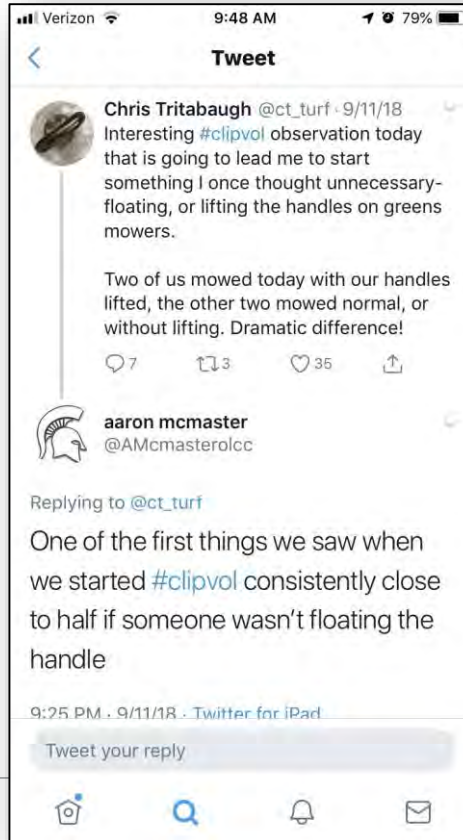 Verizon 9:48 AM 79%
Tweet
Chris Tritabaugh @ct_turf · 9/11/18
Interesting #clipvol observation today
that is going to lead me to start
something I once thought unnecessary-
floating, or lifting the handles on greens
mowers.
Two of us mowed today with our handles
lifted, the other two mowed normal, or
without lifting. Dramatic difference!
7 3 35
aaron mcmaster
@AMcmasterolcc
Replying to @ct_turf
One of the first things we saw when
we started #clipvol consistently close
to half if someone wasn't floating the
handle
9:25 PM · 9/11/18 · Twitter for iPad
Tweet your reply